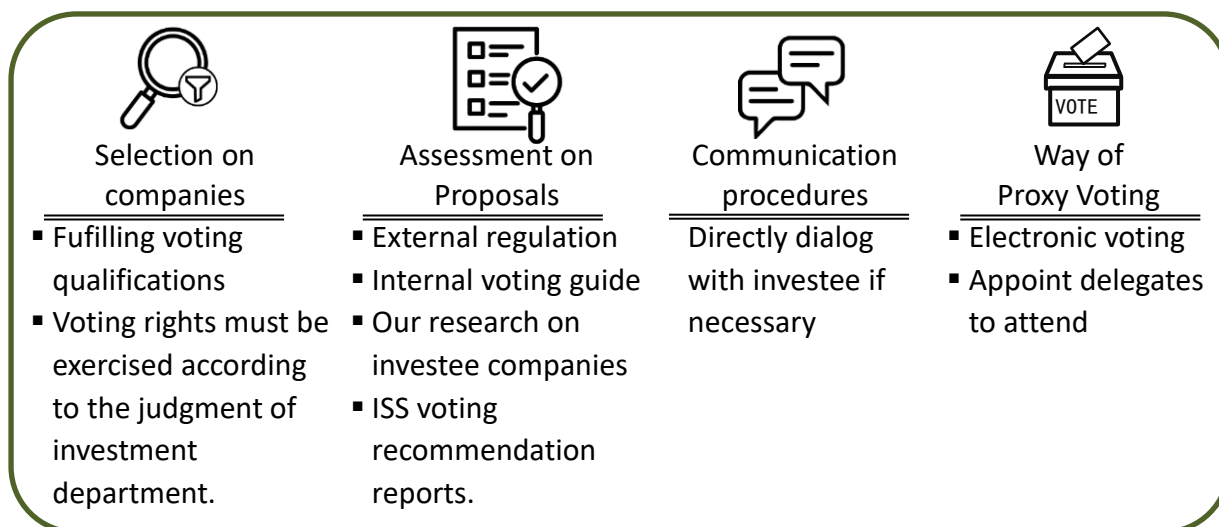 Selection on
companies
▪ Fufilling voting
qualifications
▪ Voting rights must be
exercised according
to the judgment of
investment
department.
Assessment on
Proposals
▪ External regulation
▪ Internal voting guide
▪ Our research on
investee companies
▪ ISS voting
recommendation
reports.
Communication
procedures
Directly dialog
with investee if
necessary
VOTE
Way of
Proxy Voting
▪ Electronic voting
▪ Appoint delegates
to attend